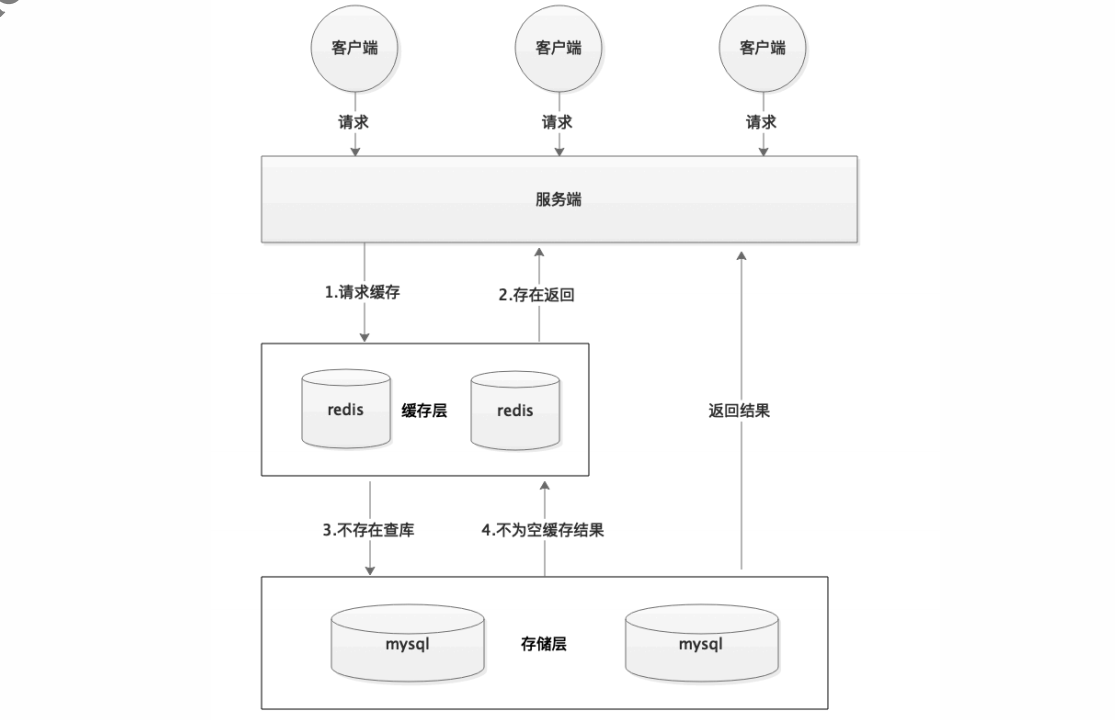 客户端
客户端
客户端
请求
请求
请求
服务端
1.请求缓存
2.存在返回
redis
缓存层
redis
返回结果
3.不存在查库
4.不为空缓存结果
mysql
存储层
mysql